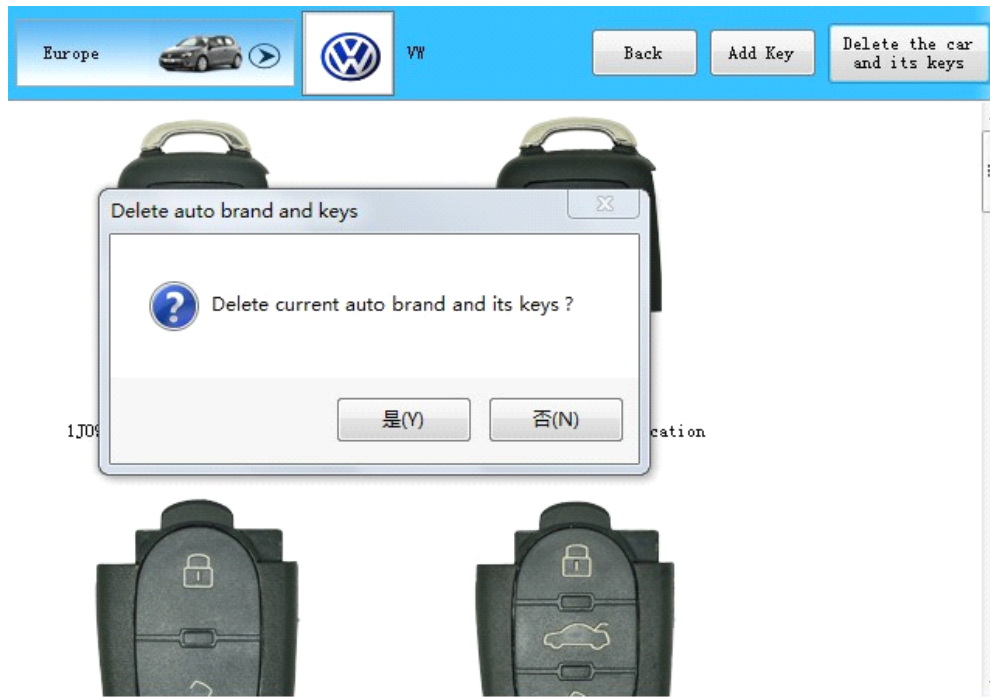 Europe
VW
Back
Add Key
Delete the car
and its keys
Delete auto brand and keys
Delete current auto brand and its keys ?
是(Y)
否(N)